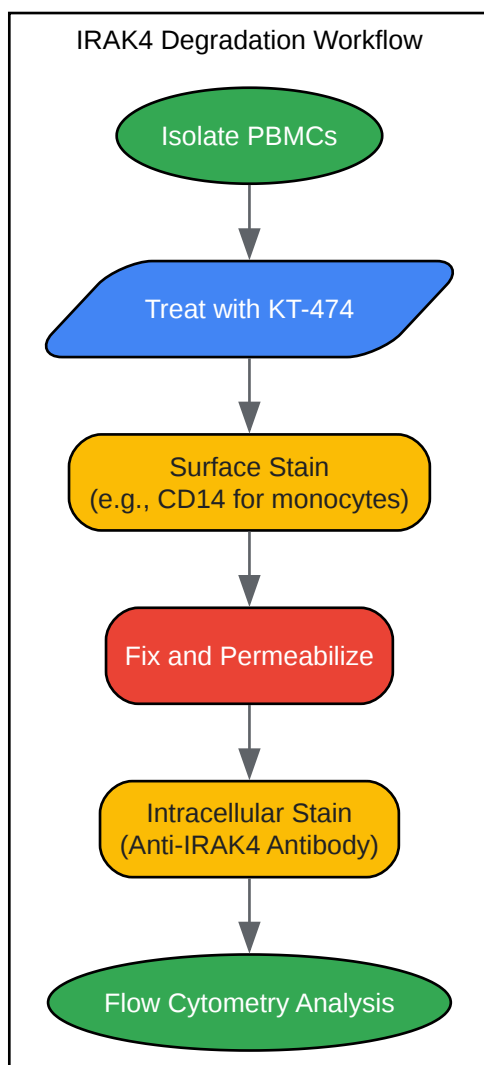 IRAK4 Degradation Workflow
Isolate PBMCs
Treat with KT-474
Surface Stain
(e.g., CD14 for monocytes)
Fix and Permeabilize
Intracellular Stain
(Anti-IRAK4 Antibody)
Flow Cytometry Analysis